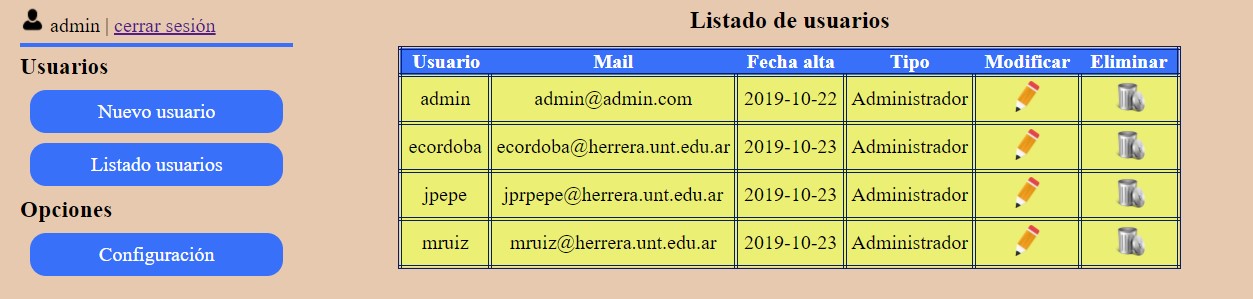 admin | cerrar sesión
Usuarios
Nuevo usuario
Listado usuarios
Opciones
Configuración
Listado de usuarios
Usuario Mail Fecha alta Tipo Modificar Eliminar
admin admin@admin.com 2019-10-22 Administrador
ecordoba ecordoba@herrera.unt.edu.ar 2019-10-23 Administrador
jpepe jprpepe@herrera.unt.edu.ar 2019-10-23 Administrador
mruiz mruiz@herrera.unt.edu.ar 2019-10-23 Administrador